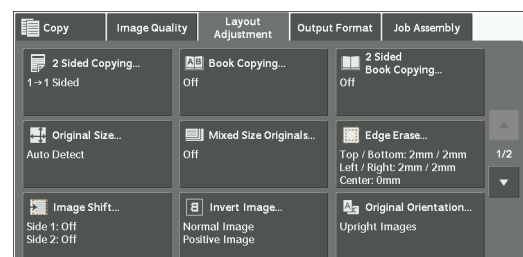 Copy
Image Quality
Layout
Adjustment
Output Format
Job Assembly
2 Sided Copying...
1→1 Sided
Book Copying...
Off
2 Sided
Book Copying...
Off
Original Size...
Auto Detect
Mixed Size Originals...
Off
Edge Erase...
Top / Bottom: 2mm / 2mm
Left / Right: 2mm / 2mm
Center: 0mm
1/2
Image Shift...
Side 1: Off
Side 2: Off
Invert Image...
Normal Image
Positive Image
Original Orientation...
Upright Images